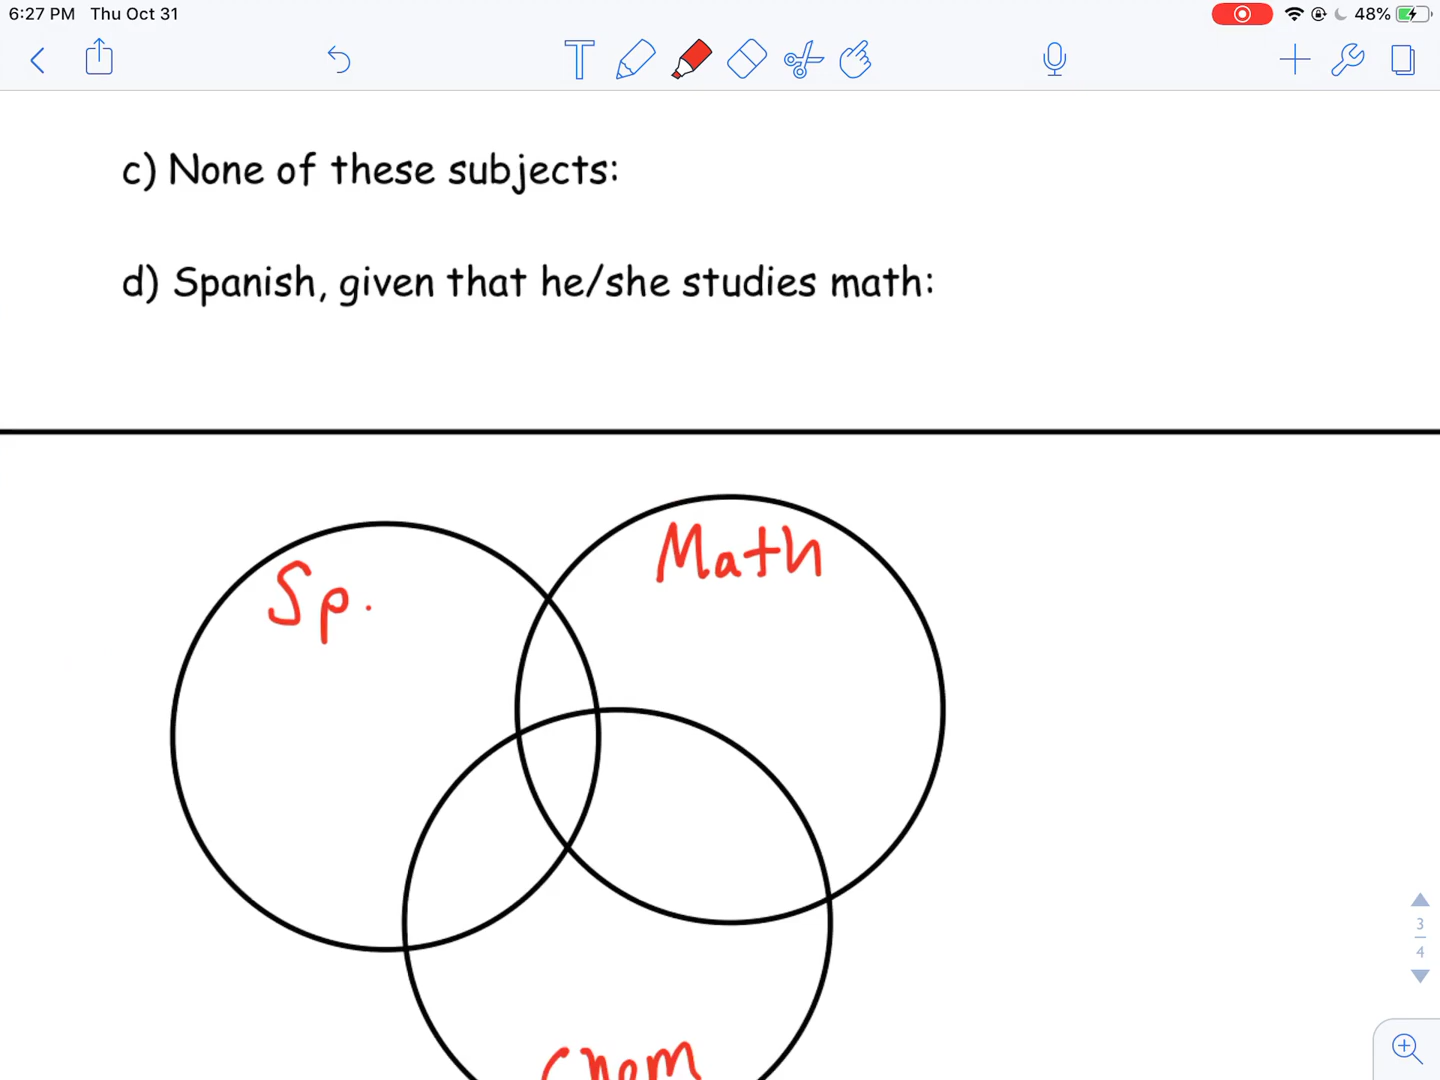 6:27 PM Thu Oct 31
48%
T
c) None of these subjects:
d) Spanish, given that he/she studies math:
Math
Sp.
3
4
Chem